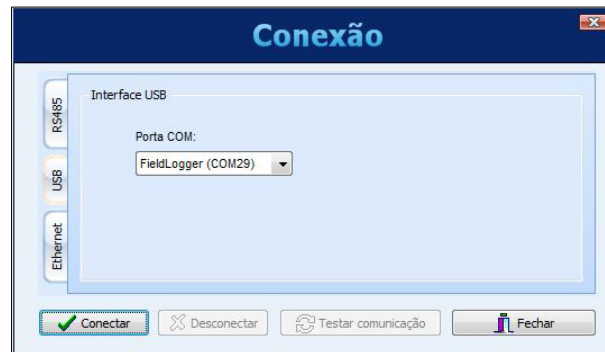 Conexão
RS485
USB
Ethernet
Interface USB
Porta COM:
FieldLogger (COM29)
Conectar
Desconectar
Testar comunicação
Fechar